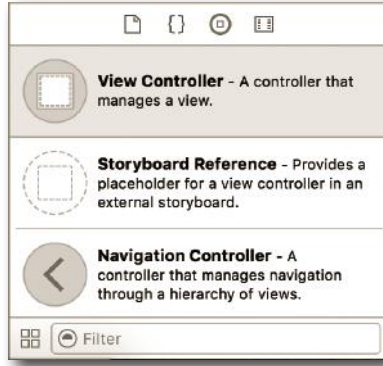 View Controller - A controller that
manages a view.
Storyboard Reference - Provides a
placeholder for a view controller in an
external storyboard.
Navigation Controller - A
controller that manages navigation
through a hierarchy of views.
Filter